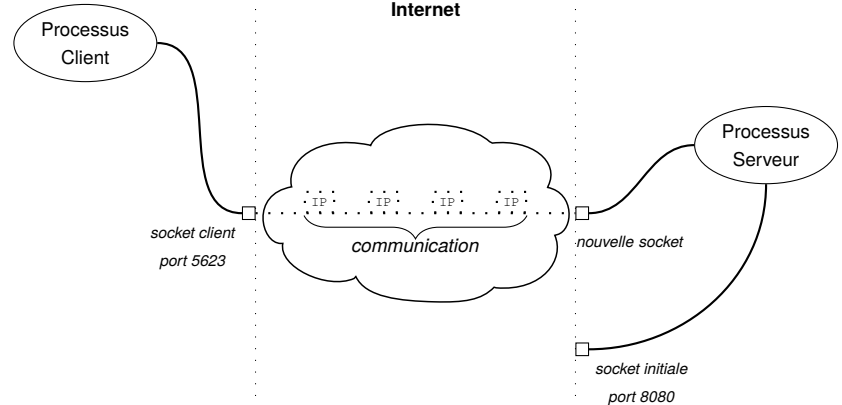 Internet
Processus
Client
Processus
Serveur
IP IP IP IP
socket client
port 5623
communication
nouvelle socket
socket initiale
port 8080